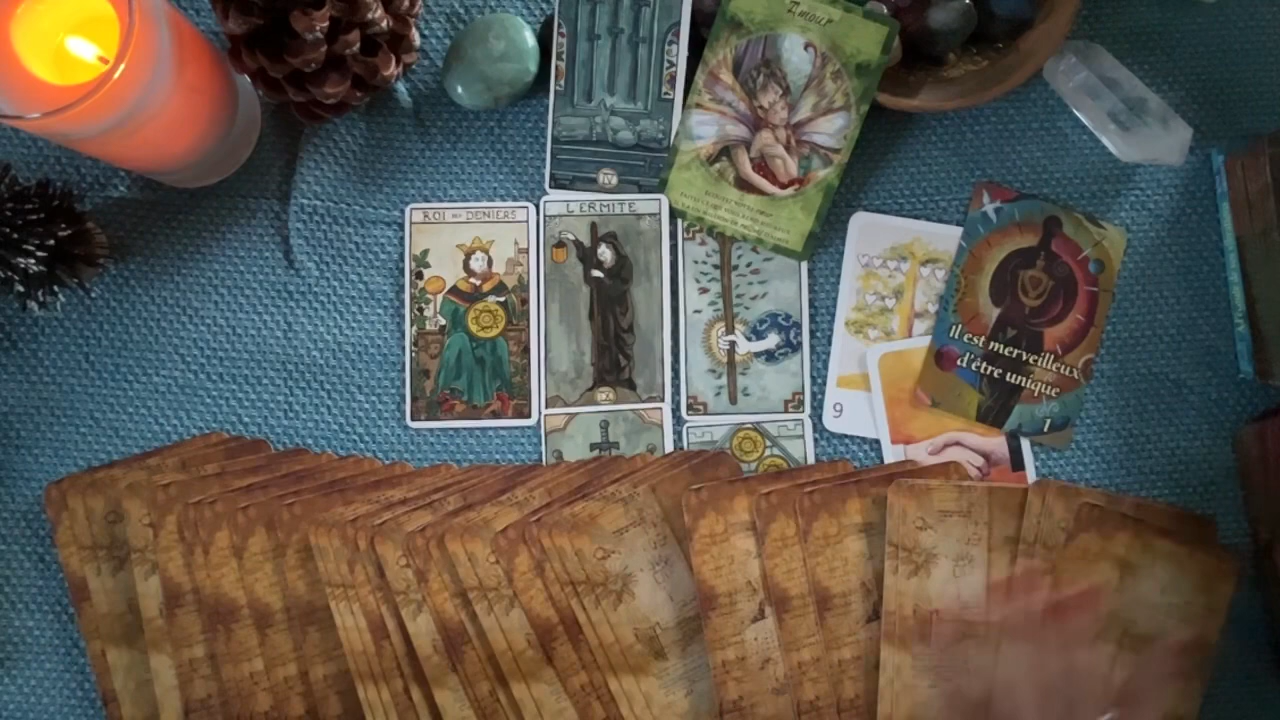 Amour
ROI DES DENIERS
L'ERMITE
IV
IX
9
Il est merveilleux
d'être unique
1